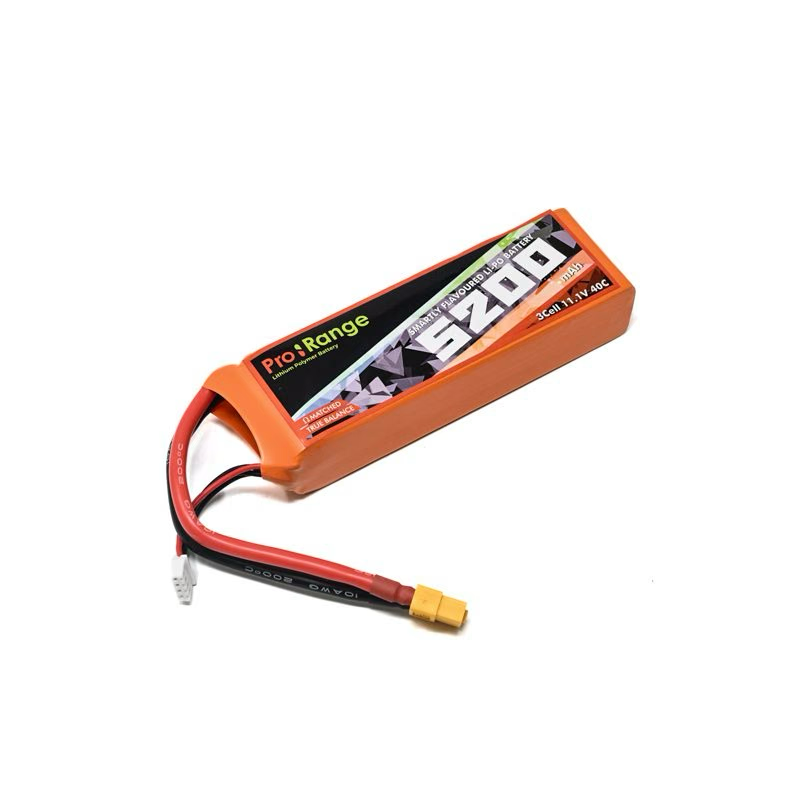 Pro Range
Lithium Polymer Battery
SMARTLY FLAVOURED LI-PO BATTERY
5200
mAh
3Cell 11.1V 40C
MATCHED
TRUE BALANCE
200°C
10AWG
10AWG 200°C